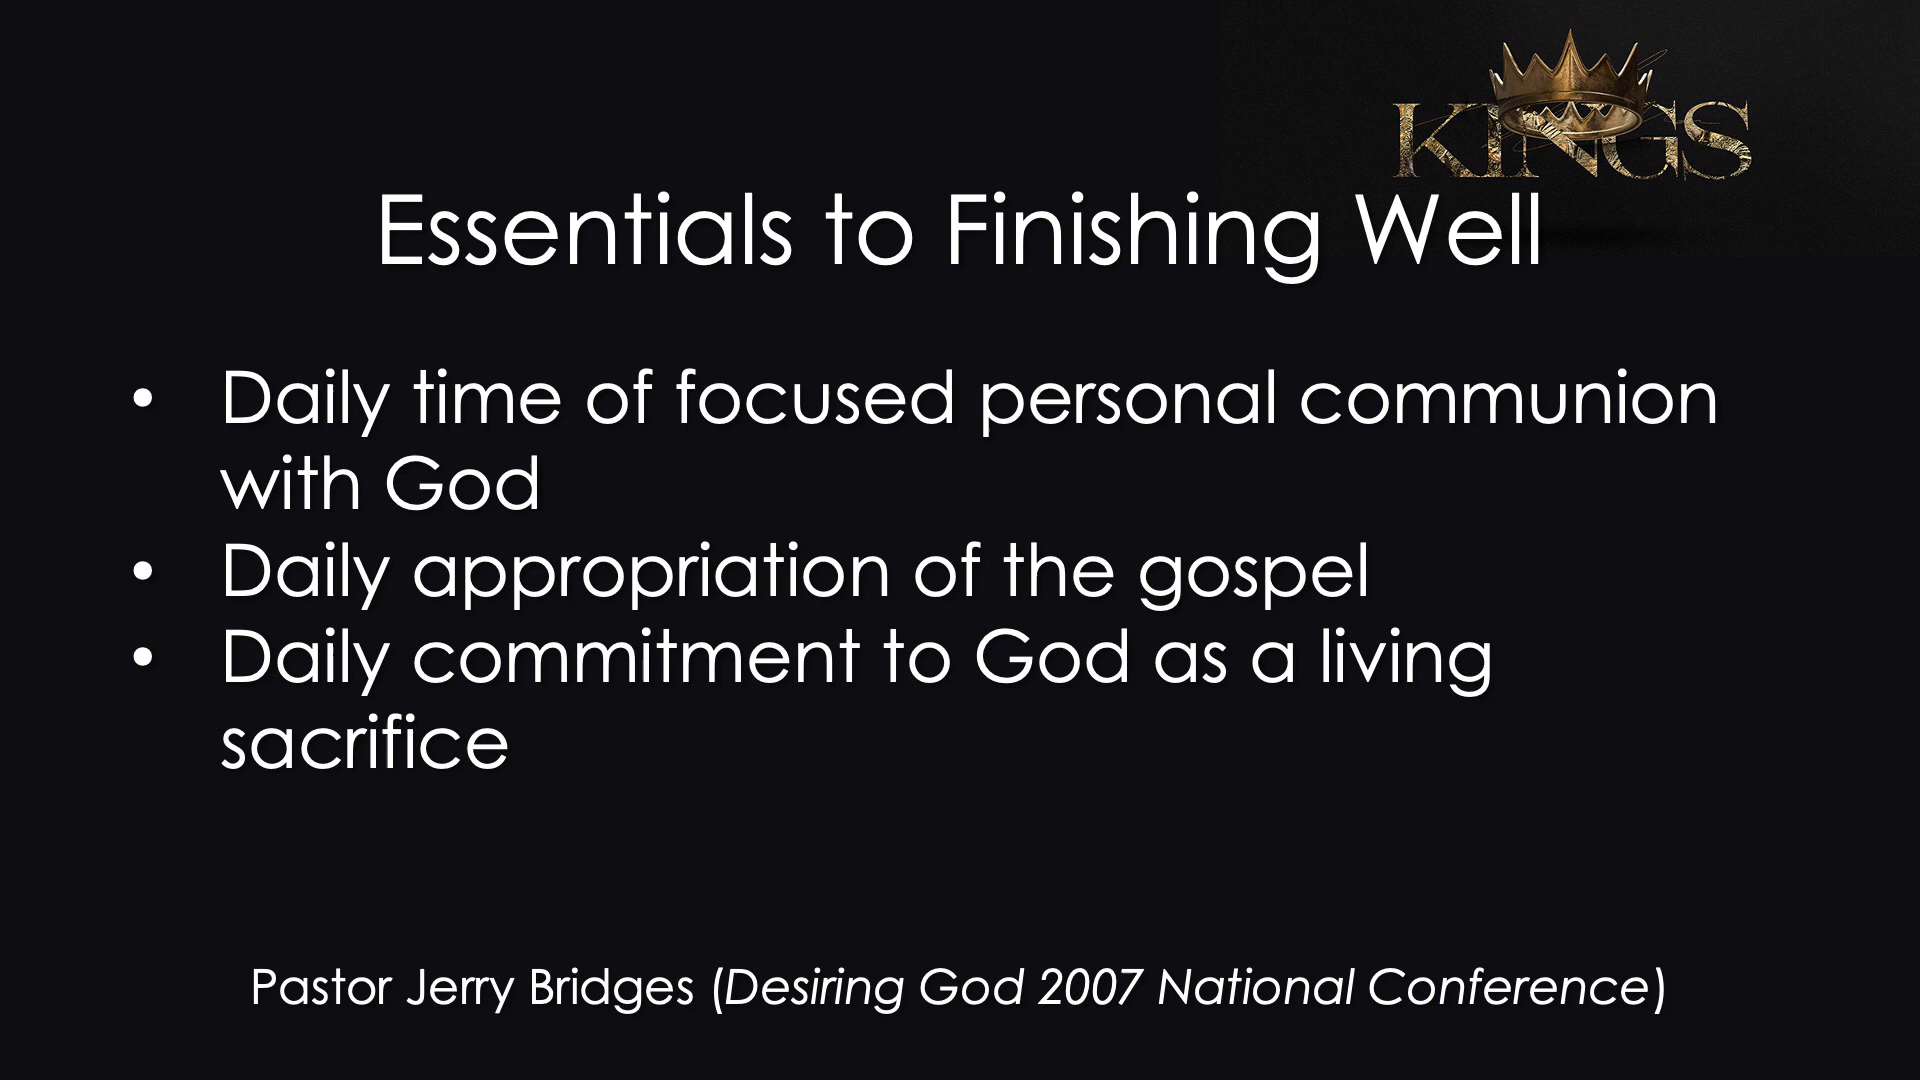 KINGS
Essentials to Finishing Well
• Daily time of focused personal communion
with God
• Daily appropriation of the gospel
• Daily commitment to God as a living
sacrifice
Pastor Jerry Bridges (Desiring God 2007 National Conference)